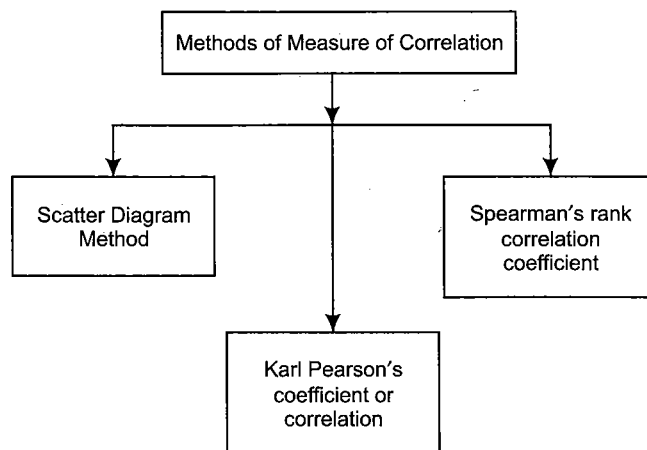 Methods of Measure of Correlation
Scatter Diagram
Method
Spearman's rank
correlation
coefficient
Karl Pearson's
coefficient or
correlation